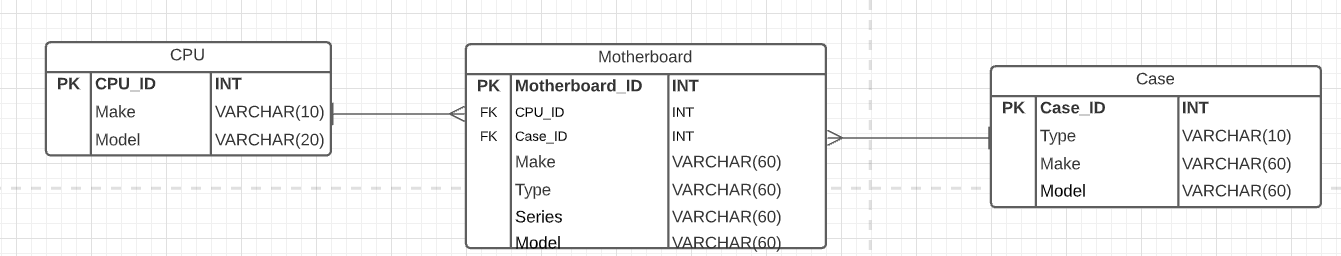 CPU
PK CPU_ID INT
Make VARCHAR(10)
Model VARCHAR(20)
Motherboard
PK Motherboard_ID INT
FK CPU_ID INT
FK Case_ID INT
Make VARCHAR(60)
Type VARCHAR(60)
Series VARCHAR(60)
Model VARCHAR(60)
Case
PK Case_ID INT
Type VARCHAR(10)
Make VARCHAR(60)
Model VARCHAR(60)